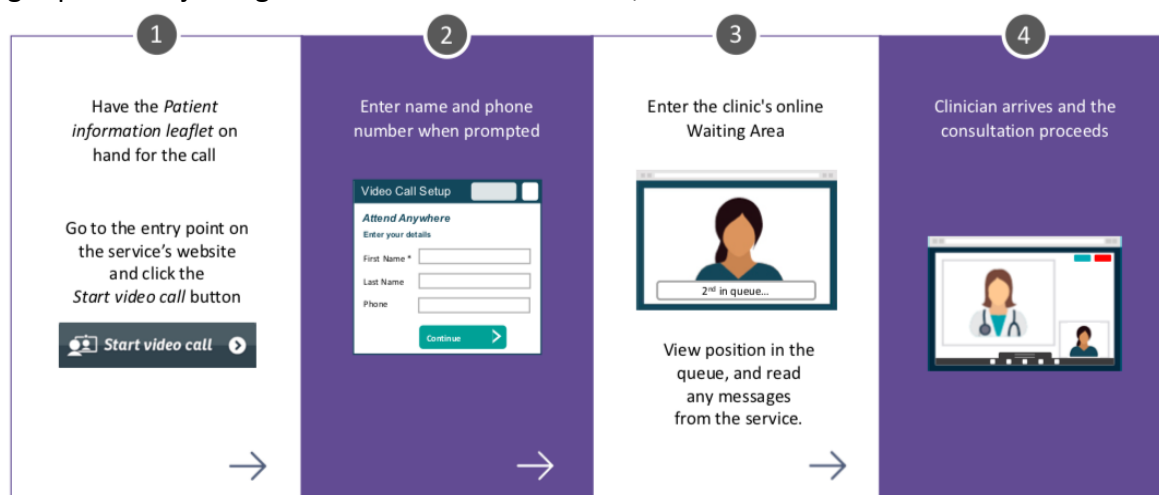 1
Have the Patient
information leaflet on
hand for the call
Go to the entry point on
the service's website
and click the
Start video call button
Start video call
2
Enter name and phone
number when prompted
Video Call Setup
Attend Anywhere
Enter your details
First Name *
Last Name
Phone
Continue
3
Enter the clinic's online
Waiting Area
2nd in queue...
View position in the
queue, and read
any messages
from the service.
4
Clinician arrives and the
consultation proceeds